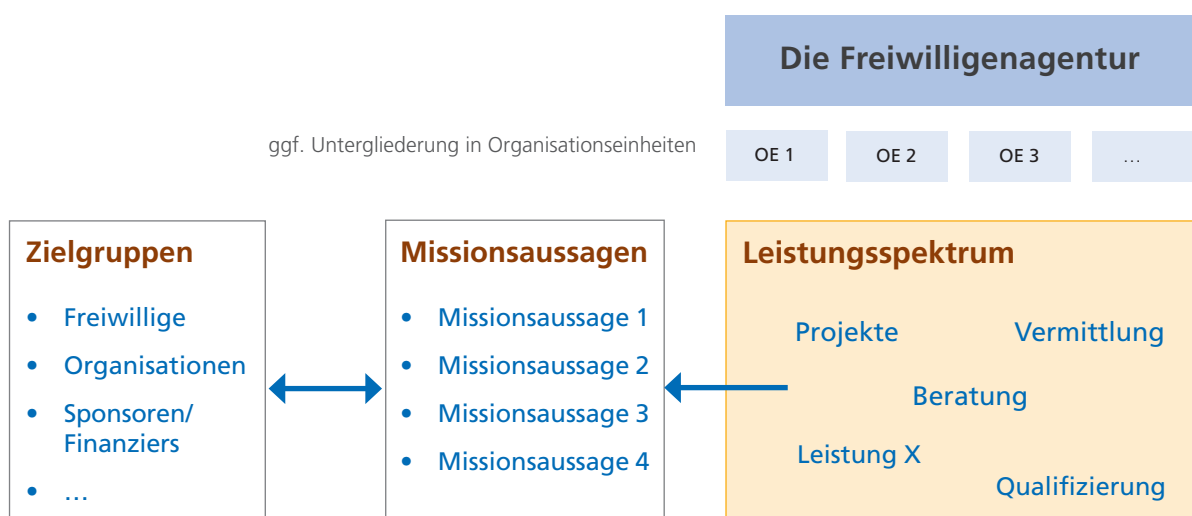 Die Freiwilligenagentur
ggf. Untergliederung in Organisationseinheiten
OE 1
OE 2
OE 3
...
Zielgruppen
• Freiwillige
• Organisationen
• Sponsoren/
Finanziers
• ...
Missionsaussagen
• Missionsaussage 1
• Missionsaussage 2
• Missionsaussage 3
• Missionsaussage 4
Leistungsspektrum
Projekte
Vermittlung
Beratung
Leistung X
Qualifizierung